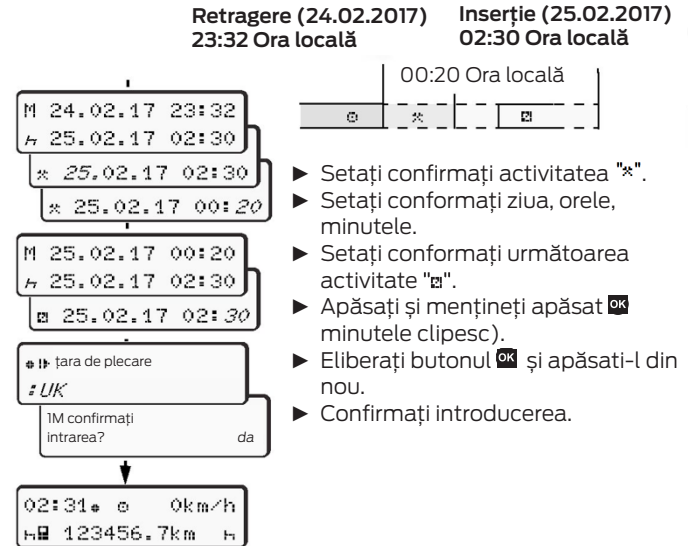 Retragere (24.02.2017) Inserție (25.02.2017)
23:32 Ora locală 02:30 Ora locală
00:20 Ora locală
M 24.02.17 23:32
25.02.17 02:30
25.02.17 02:30
25.02.17 00:20
M 25.02.17 00:20
25.02.17 02:30
25.02.17 02:30
țara de plecare
:UK
1M confirmați
intrarea? da
02:31 0km/h
123456.7km
► Setați confirmați activitatea "⚒".
► Setați conformați ziua, orele,
minutele.
► Setați conformați următoarea
activitate "".
► Apăsați și mențineți apăsat OK
minutele clipesc).
► Eliberați butonul OK și apăsati-l din
nou.
► Confirmați introducerea.